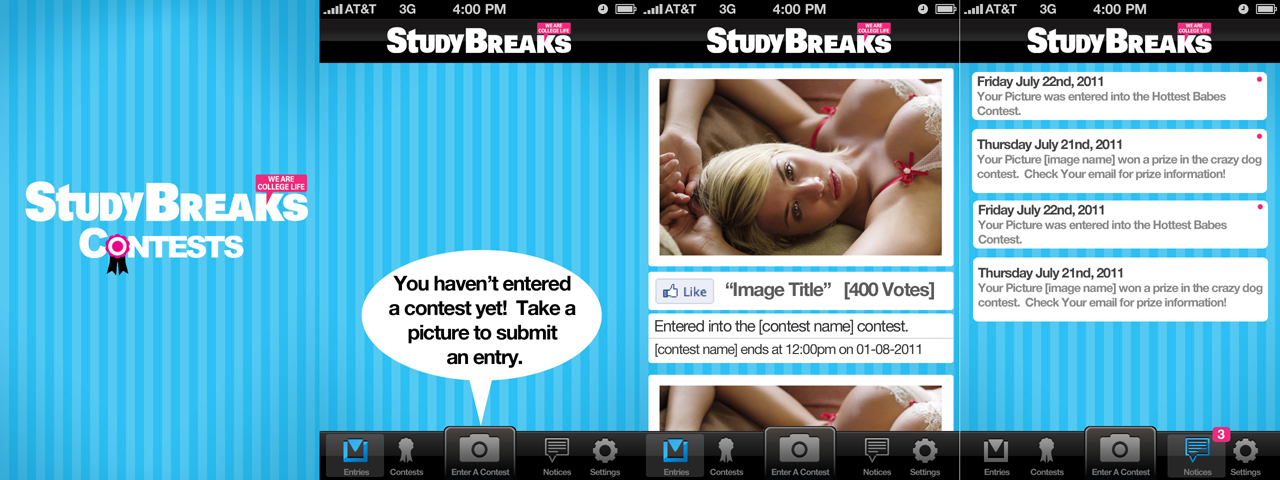 WE ARE
COLLEGE LIFE
STUDYBREAKS
CONTESTS
AT&T 3G 4:00 PM
WE ARE
COLLEGE LIFE
STUDYBREAKS
You haven't entered
a contest yet! Take a
picture to submit
an entry.
Entries Contests Enter A Contest Notices Settings
AT&T 3G 4:00 PM
WE ARE
COLLEGE LIFE
STUDYBREAKS
Like “Image Title” [400 Votes]
Entered into the [contest name] contest.
[contest name] ends at 12:00pm on 01-08-2011
Entries Contests Enter A Contest Notices Settings
AT&T 3G 4:00 PM
WE ARE
COLLEGE LIFE
STUDYBREAKS
Friday July 22nd, 2011
Your Picture was entered into the Hottest Babes
Contest.
Thursday July 21nd, 2011
Your Picture [image name] won a prize in the crazy dog
contest. Check Your email for prize information!
Friday July 22nd, 2011
Your Picture was entered into the Hottest Babes
Contest.
Thursday July 21nd, 2011
Your Picture [image name] won a prize in the crazy dog
contest. Check Your email for prize information!
3
Entries Contests Enter A Contest Notices Settings